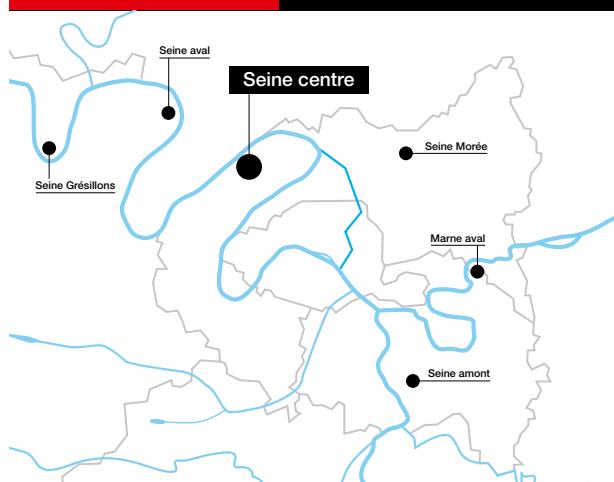 Seine aval
Seine centre
Seine Morée
Seine Grésillons
Marne aval
Seine amont